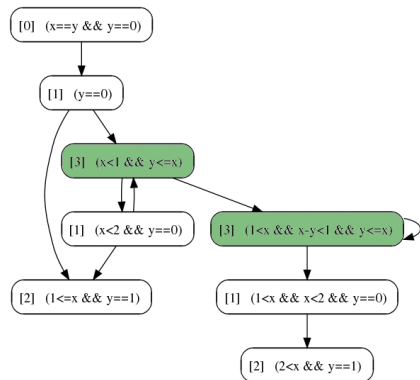 [0] (x==y && y==0)
[1] (y==0)
[3] (x<1 && y<=x)
[1] (x<2 && y==0)
[3] (1<x && x-y<1 && y<=x)
[2] (1<=x && y==1)
[1] (1<x && x<2 && y==0)
[2] (2<x && y==1)